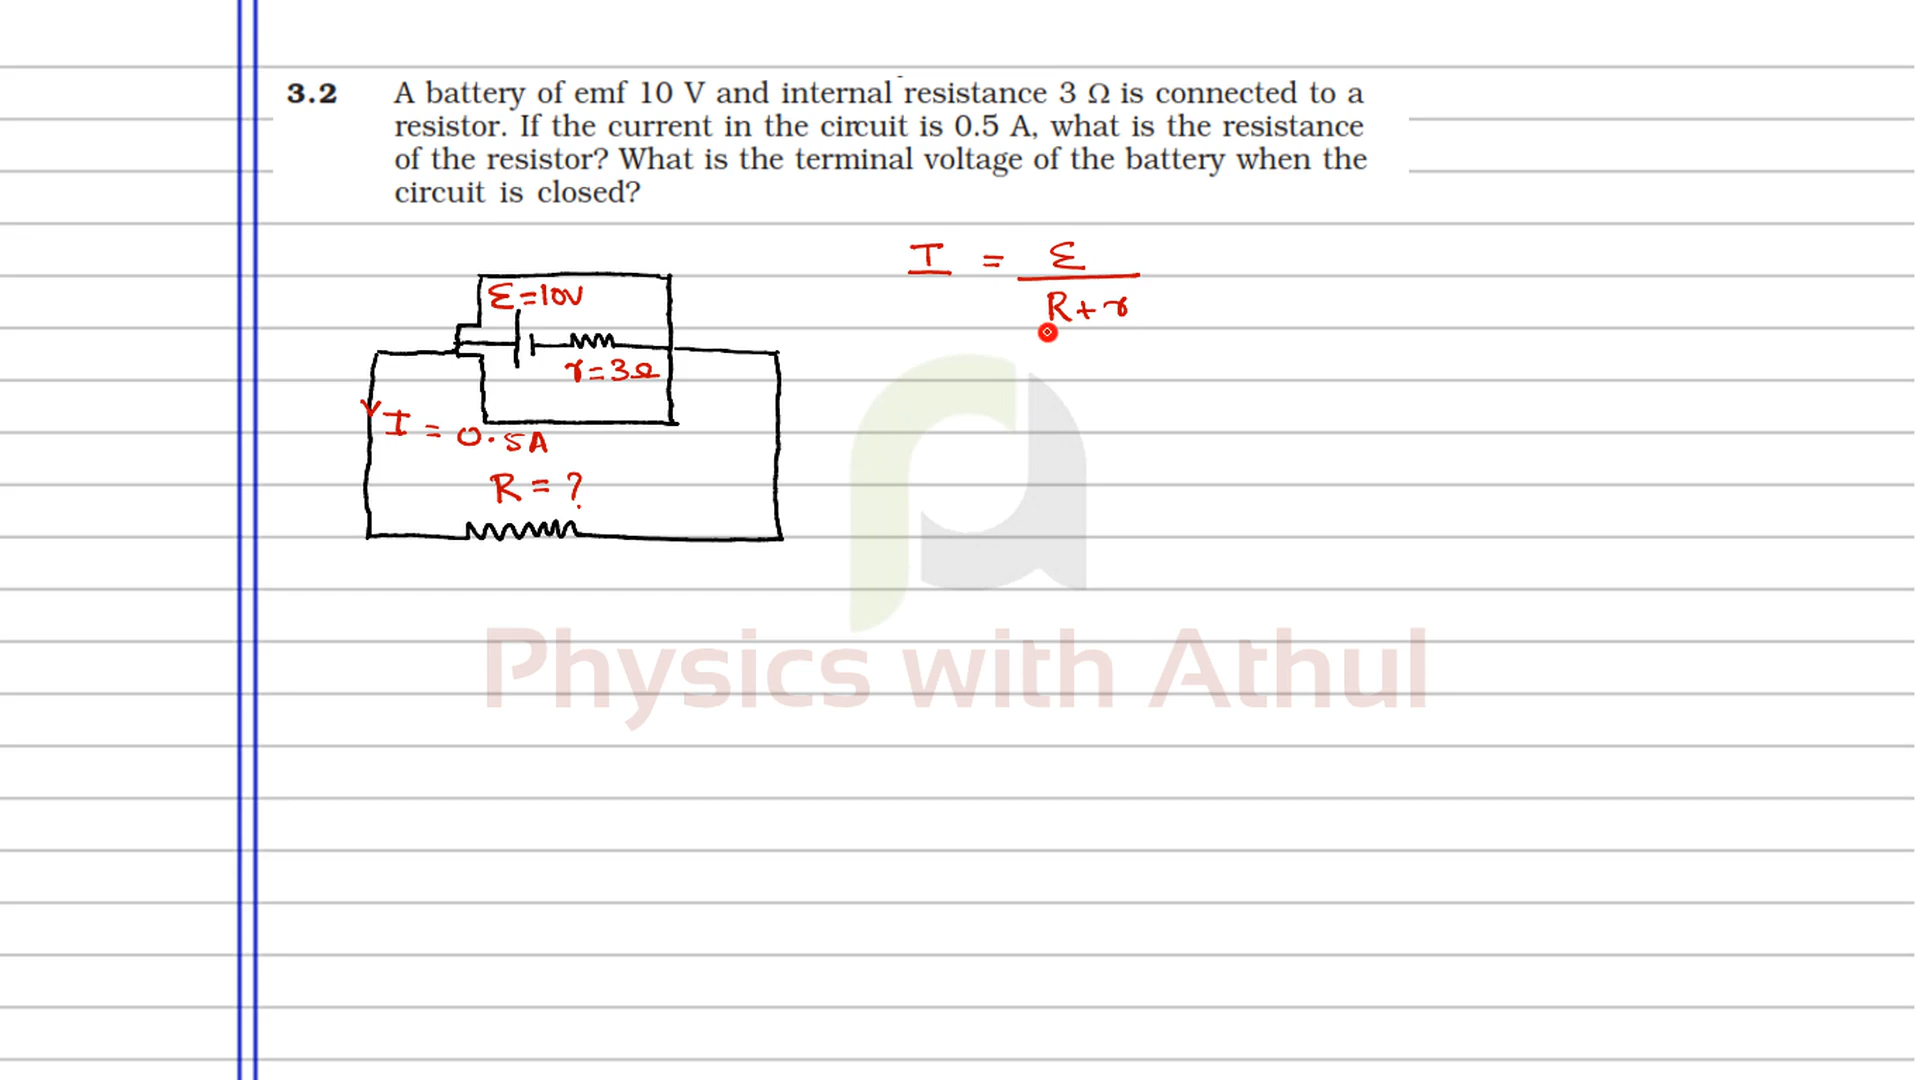 3.2 A battery of emf 10 V and internal resistance 3 Ω is connected to a
resistor. If the current in the circuit is 0.5 A, what is the resistance
of the resistor? What is the terminal voltage of the battery when the
circuit is closed?
I = ε / R + r
ε = 10V
r = 3Ω
I = 0.5A
R = ?
Physics with Athul